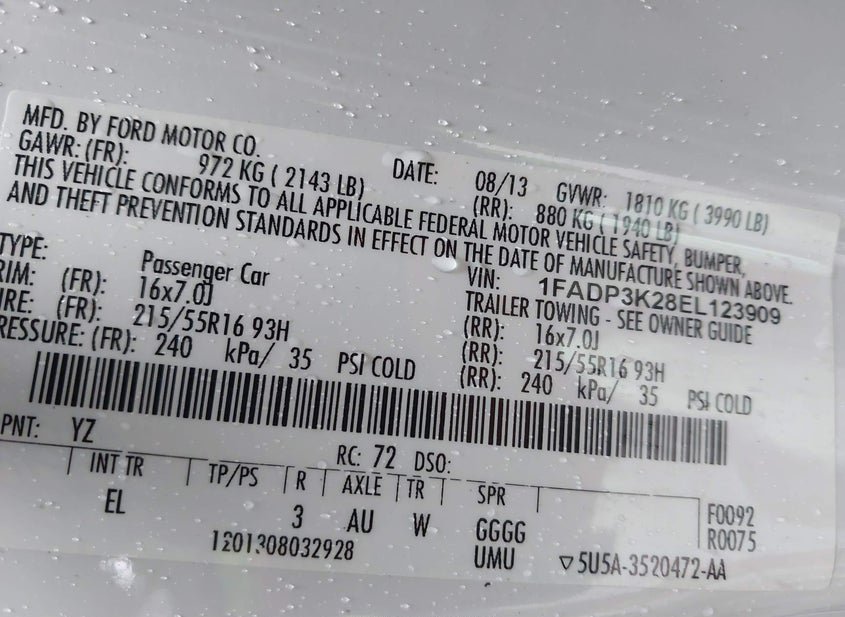 MFD. BY FORD MOTOR CO. DATE: 08/13 GVWR: 1810 KG ( 3990 LB)
GAWR: (FR): 972 KG ( 2143 LB) (RR): 880 KG ( 1940 LB)
THIS VEHICLE CONFORMS TO ALL APPLICABLE FEDERAL MOTOR VEHICLE SAFETY, BUMPER,
AND THEFT PREVENTION STANDARDS IN EFFECT ON THE DATE OF MANUFACTURE SHOWN ABOVE.
VIN: 1FADP3K28EL123909
TYPE: Passenger Car TRAILER TOWING - SEE OWNER GUIDE
RIM: (FR): 16x7.0J (RR): 16x7.0J
IRE: (FR): 215/55R16 93H (RR): 215/55R16 93H
RESSURE: (FR): 240 kPa/ 35 PSI COLD (RR): 240 kPa/ 35 PSI COLD
PNT: YZ RC: 72 DSO:
INT TR TP/PS R AXLE TR SPR
EL 3 AU W GGGG F0092
UMU R0075
1201308032928 ▽5U5A-3520472-AA